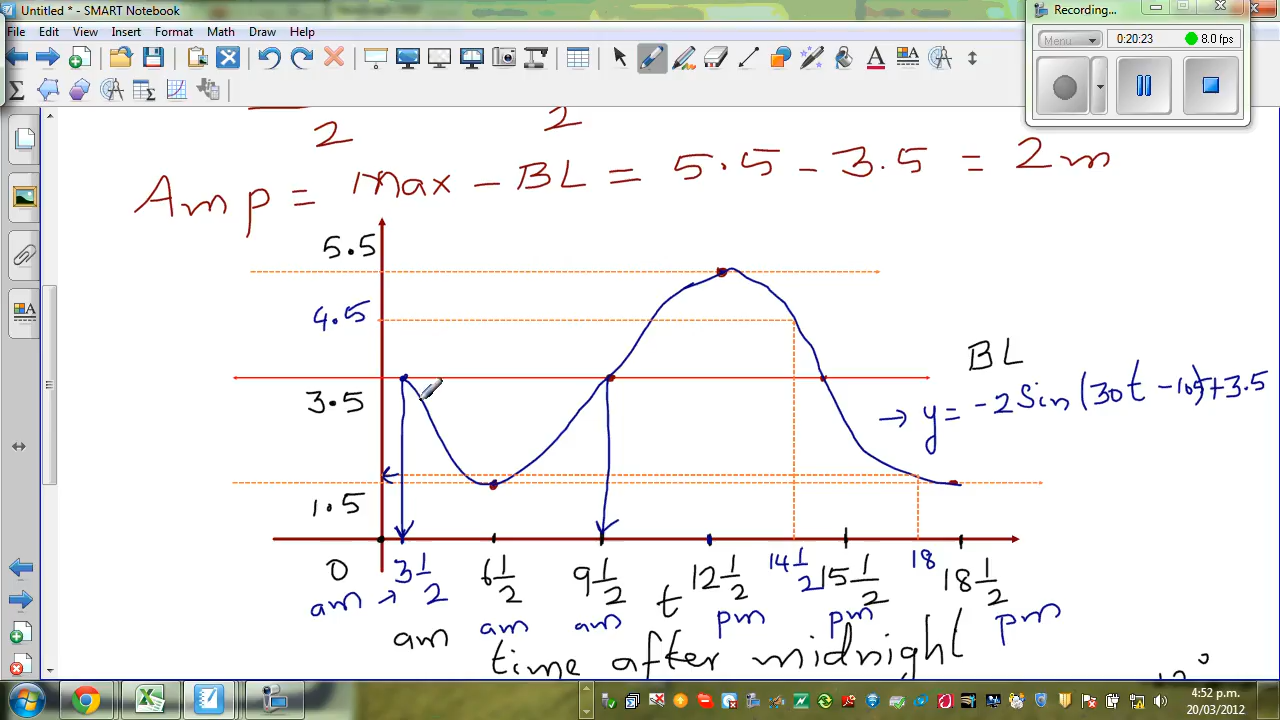 Untitled * - SMART Notebook
Recording...
File Edit View Insert Format Math Draw Help
Menu
0:20:23
8.0 fps
2 2
Amp = max - BL = 5.5 - 3.5 = 2m
5.5
4.5
BL
3.5
→ y = -2 Sin (30t - 105)+3.5
1.5
0 3 1/2 6 1/2 9 1/2 t 12 1/2 14 1/2 15 1/2 18 18 1/2
am → am am am pm pm pm
time after midnight
4:52 p.m.
20/03/2012